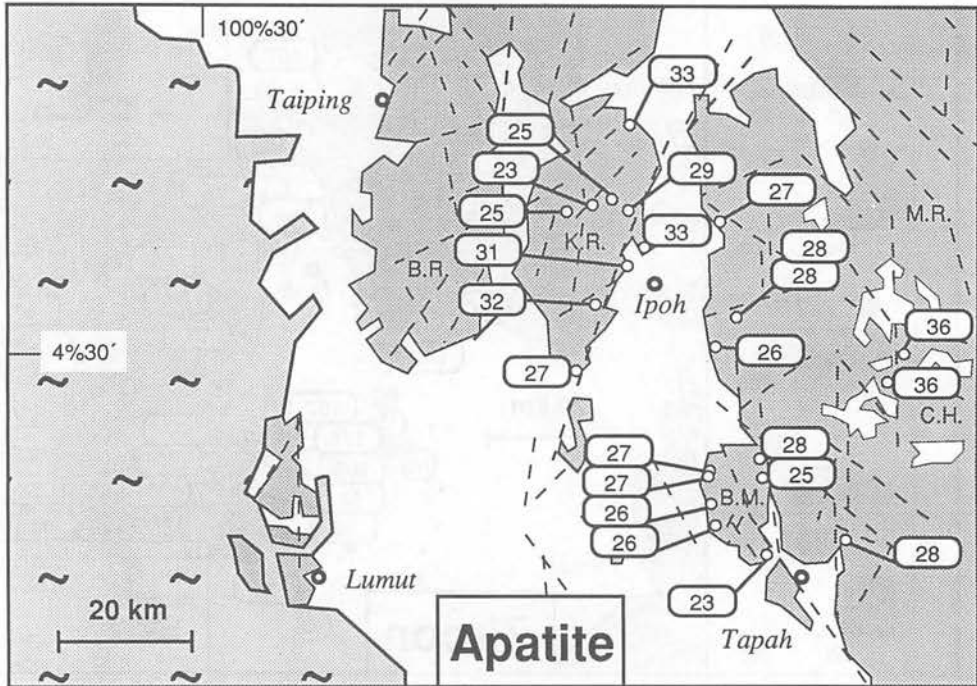 100%30´
33
Taiping
25
23
29
27
25
M.R.
31
K.R.
33
28
B.R.
28
32
Ipoh
36
4%30´
26
27
36
C.H.
27
28
27
25
B.M.
26
26
28
Lumut
23
20 km
Apatite
Tapah